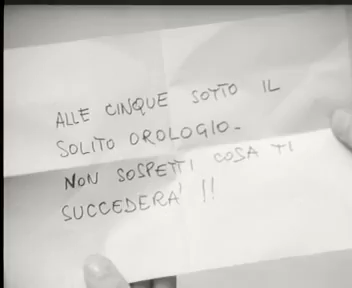 ALLE CINQUE SOTTO IL
SOLITO OROLOGIO-
NON SOSPETTI COSA TI
SUCCEDERA' !!